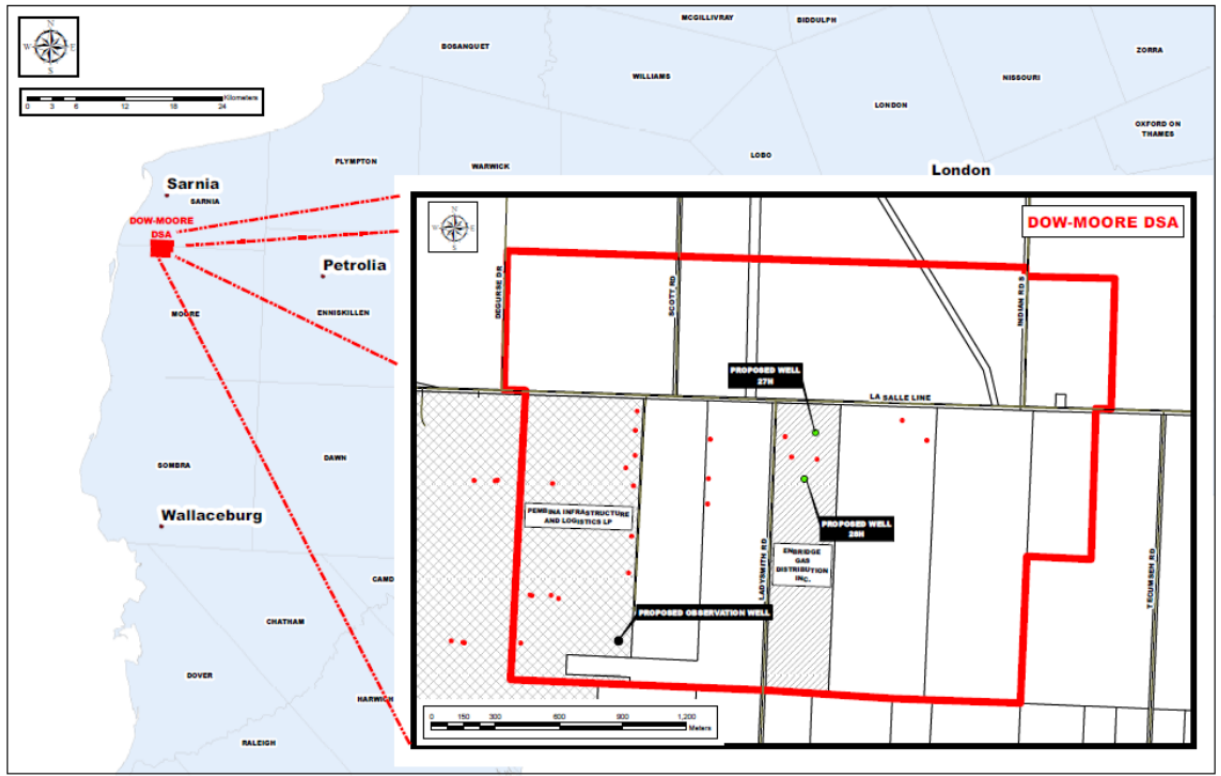 N
W E
S
Kilometers
0 3 6 12 18 24
MCGILLIVRAY
BIDDULPH
BOSANQUET
ZORRA
WILLIAMS
NISSOURI
LONDON
OXFORD ON
THAMES
PLYMPTON
WARWICK
LOBO
London
Sarnia
SARNIA
DOW-MOORE
DSA
Petrolia
MOORE
ENNISKILLEN
SOMBRA
DAWN
Wallaceburg
CAMD
CHATHAM
DOVER
HARWICH
RALEIGH
N
W E
S
DOW-MOORE DSA
DEGURSE DR
SCOTT RD
INDIAN RD S
PROPOSED WELL
27H
LA SALLE LINE
PEMBINA INFRASTRUCTURE
AND LOGISTICS LP
PROPOSED WELL
28H
ENBRIDGE
GAS
DISTRIBUTION
INC.
LADYSMITH RD
TECUMSEH RD
PROPOSED OBSERVATION WELL
0 150 300 600 900 1,200
Meters